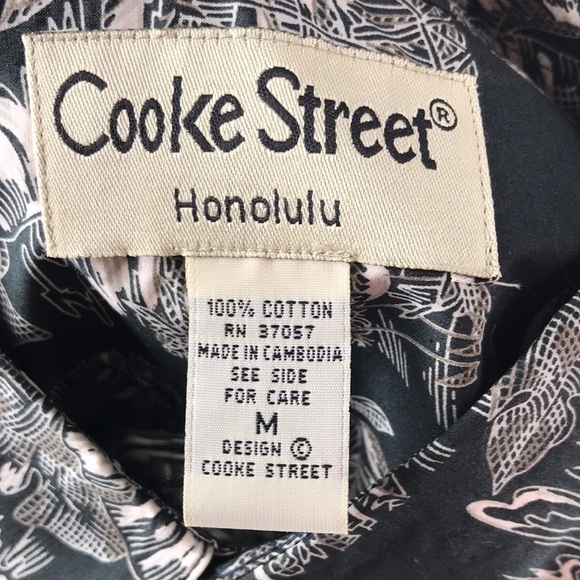 Cooke Street®
Honolulu
100% COTTON
RN 37057
MADE IN CAMBODIA
SEE SIDE
FOR CARE
M
DESIGN ©
COOKE STREET